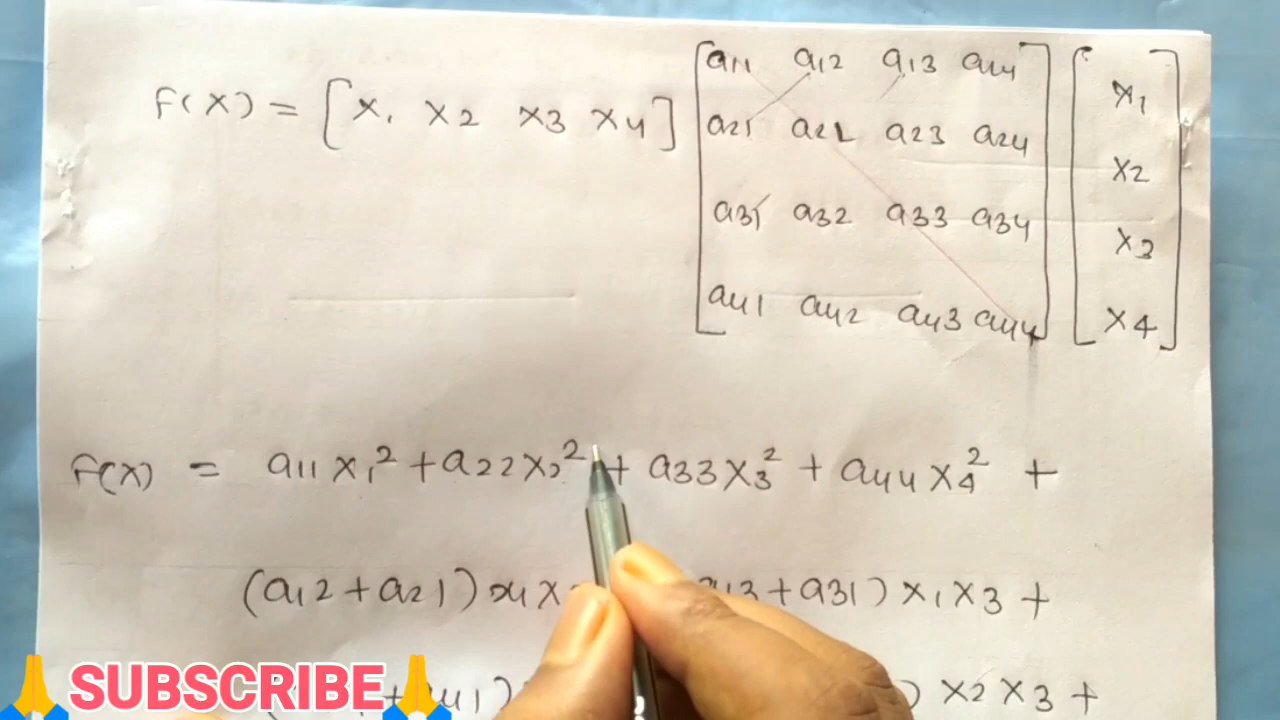 F(X) = [x1 x2 x3 x4] [a11 a12 a13 a14 [x1
a21 a22 a23 a24 x2
a31 a32 a33 a34 x3
a41 a42 a43 a44] x4]
F(X) = a11 x1² + a22 x2² + a33 x3² + a44 x4² +
(a12 + a21) x1 x + a31) x1 x3 +
) x2 x3 +
SUBSCRIBE